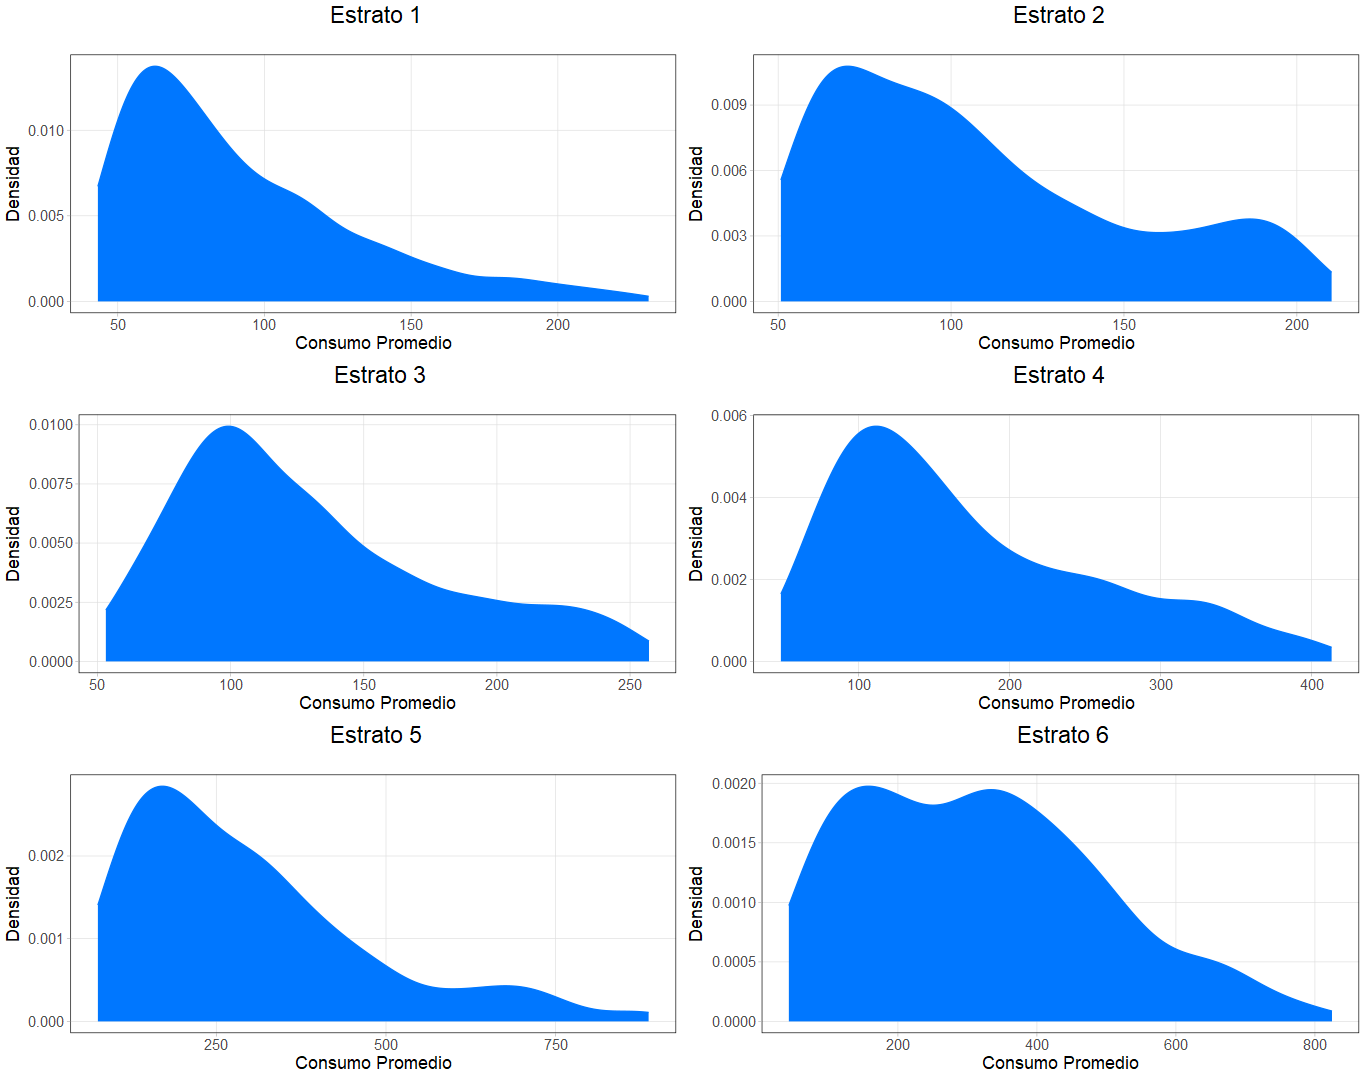 Estrato 1
Densidad
0.010
0.005
0.000
50 100 150 200
Consumo Promedio
Estrato 2
Densidad
0.009
0.006
0.003
0.000
50 100 150 200
Consumo Promedio
Estrato 3
Densidad
0.0100
0.0075
0.0050
0.0025
0.0000
50 100 150 200 250
Consumo Promedio
Estrato 4
Densidad
0.006
0.004
0.002
0.000
100 200 300 400
Consumo Promedio
Estrato 5
Densidad
0.002
0.001
0.000
250 500 750
Consumo Promedio
Estrato 6
Densidad
0.0020
0.0015
0.0010
0.0005
0.0000
200 400 600 800
Consumo Promedio